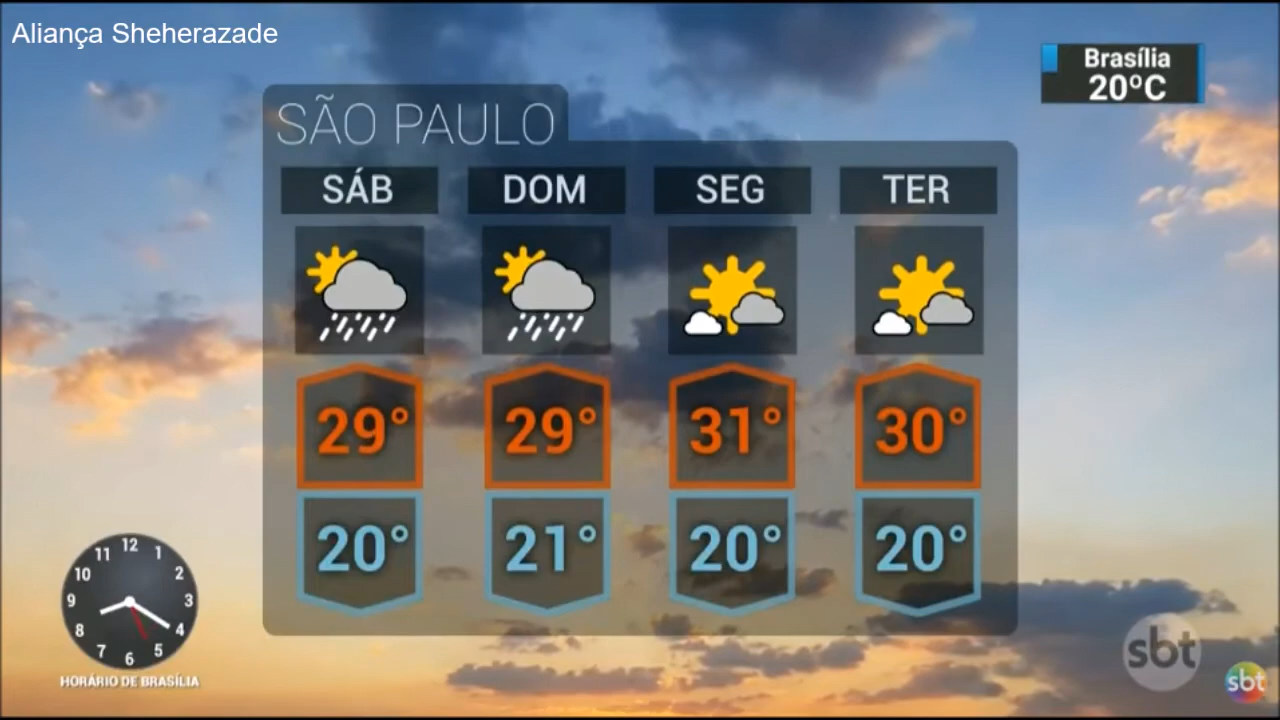 Aliança Sheherazade
Brasília
20ºC
SÃO PAULO
SÁB DOM SEG TER
29° 29° 31° 30°
20° 21° 20° 20°
12
11 1
10 2
9 3
8 4
7 5
6
HORÁRIO DE BRASÍLIA
sbt
sbt